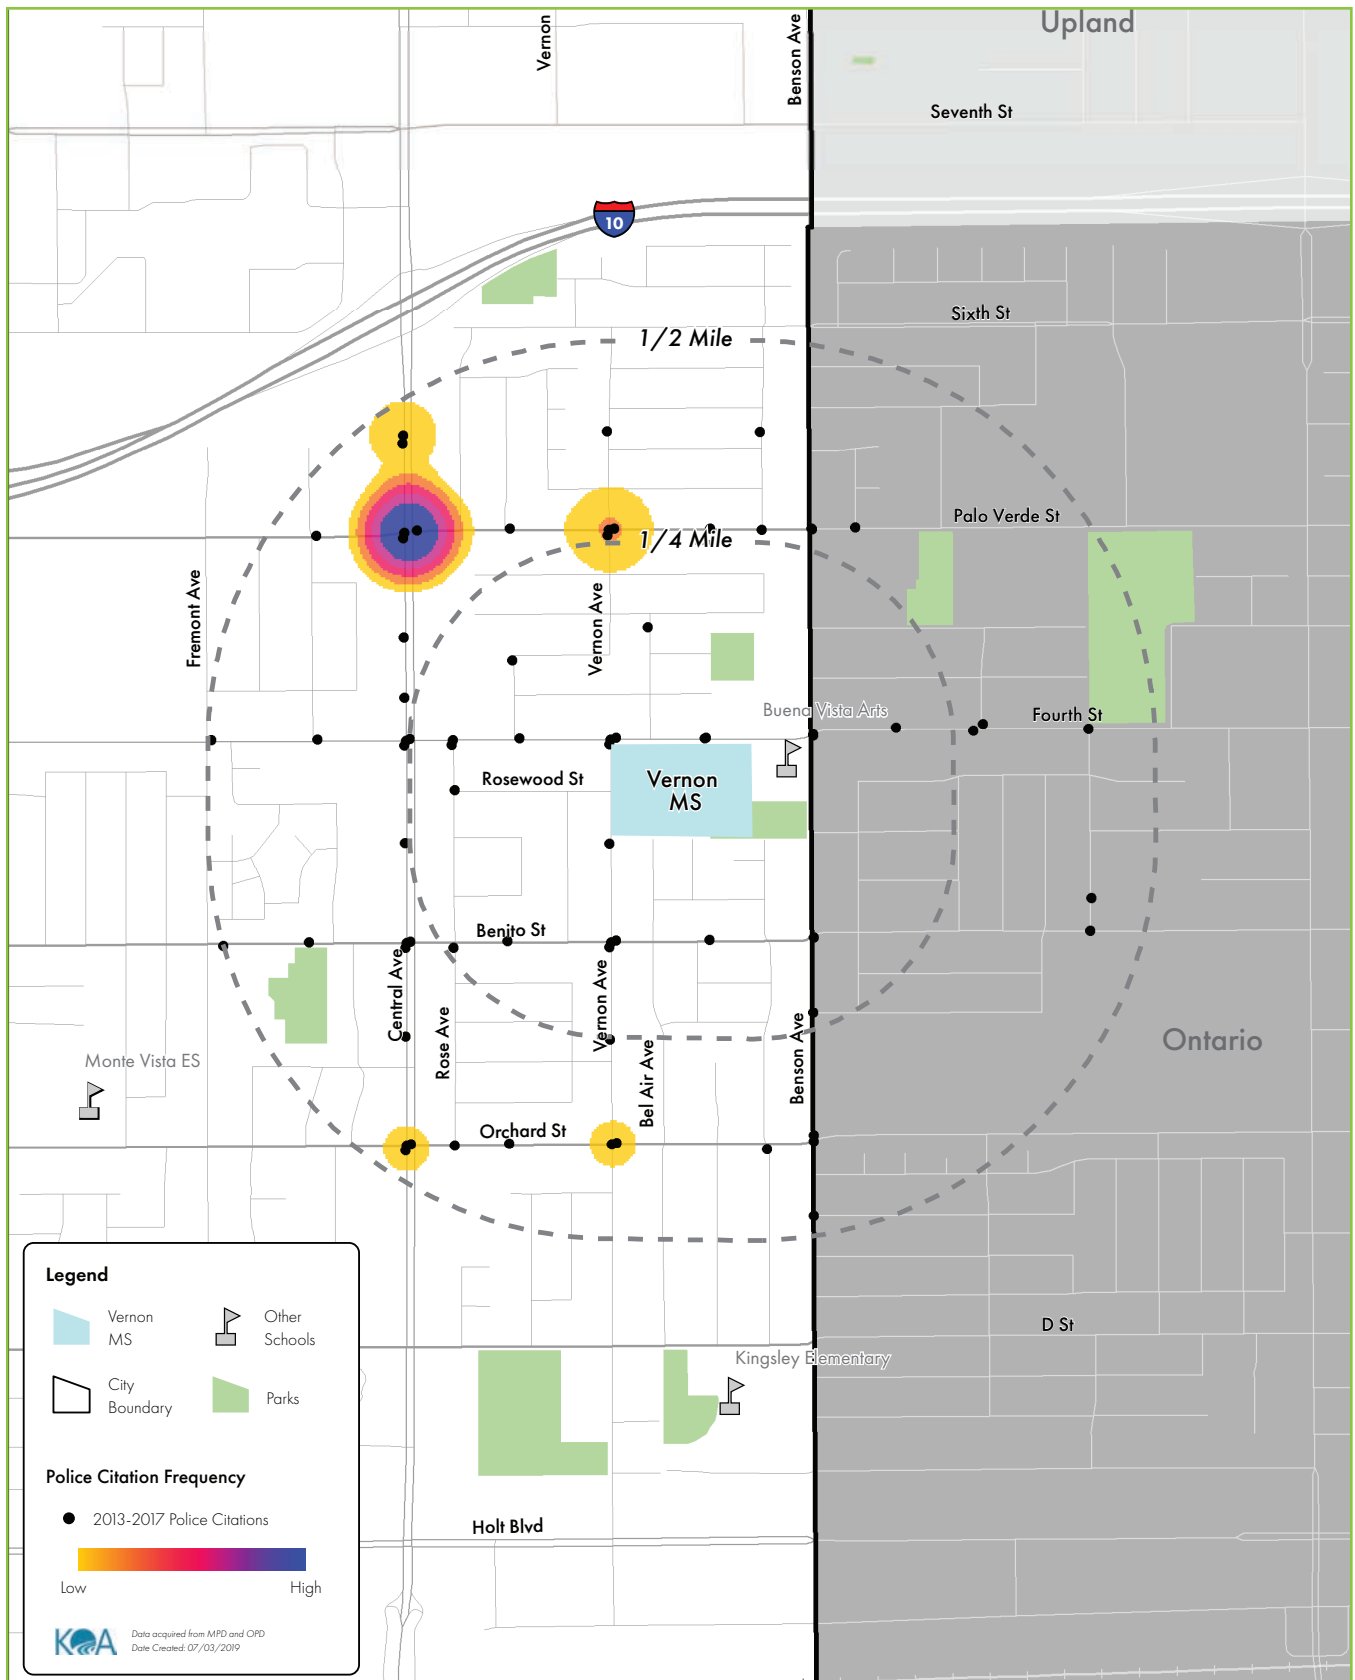 Upland
Vernon
Benson Ave
Seventh St
10
Sixth St
1/2 Mile
Palo Verde St
1/4 Mile
Fremont Ave
Vernon Ave
Buena Vista Arts
Fourth St
Rosewood St
Vernon
MS
Benito St
Central Ave
Vernon Ave
Rose Ave
Benson Ave
Bel Air Ave
Ontario
Monte Vista ES
Orchard St
D St
Kingsley Elementary
Holt Blvd
Legend
Vernon
MS
Other
Schools
City
Boundary
Parks
Police Citation Frequency
2013-2017 Police Citations
Low
High
KOA
Data acquired from MPD and OPD
Date Created: 07/03/2019